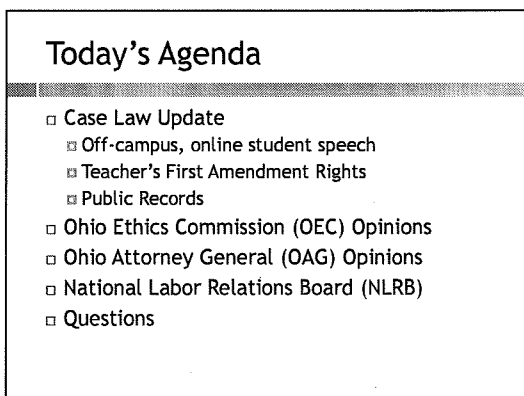 Today's Agenda
Case Law Update
Off-campus, online student speech
Teacher's First Amendment Rights
Public Records
Ohio Ethics Commission (OEC) Opinions
Ohio Attorney General (OAG) Opinions
National Labor Relations Board (NLRB)
Questions